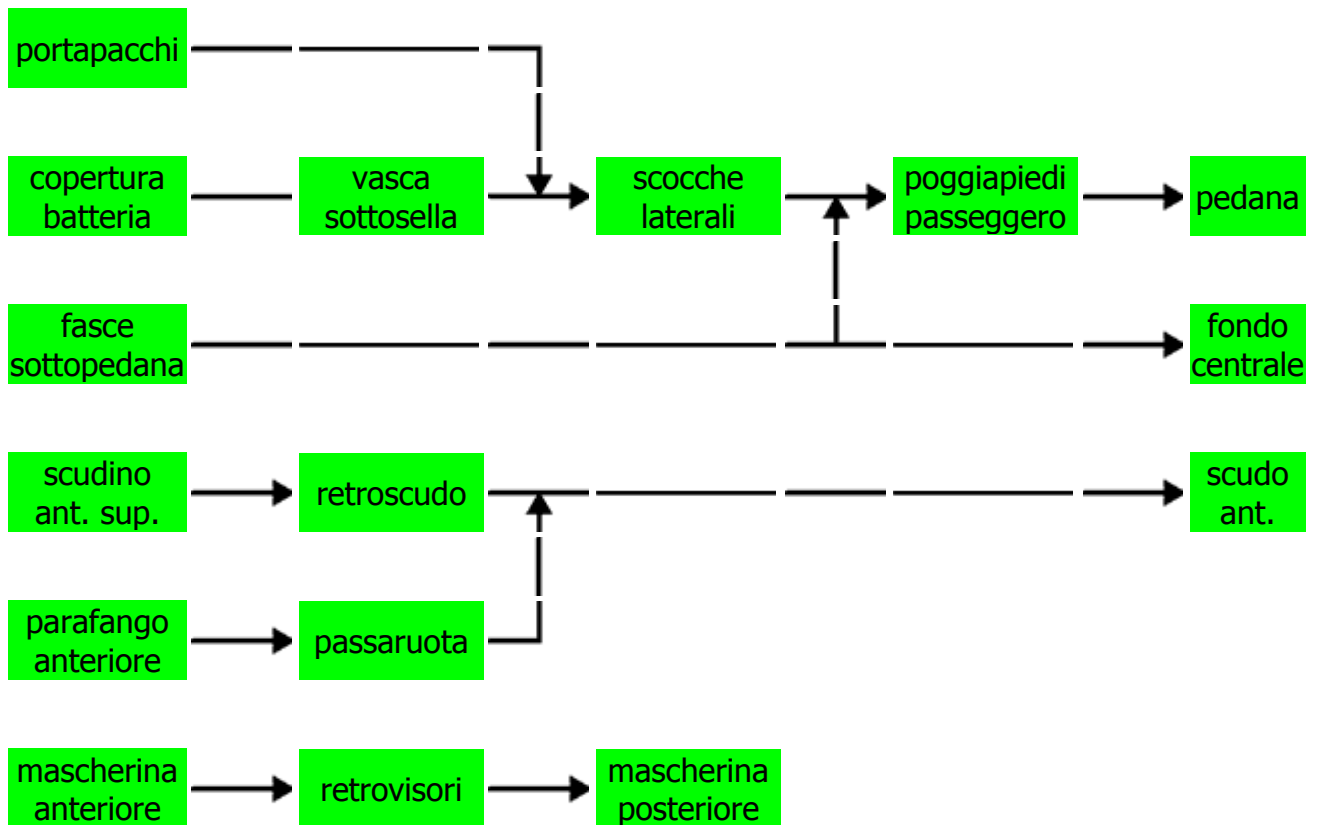 portapacchi
copertura
batteria
vasca
sottosella
scocche
laterali
poggiapiedi
passeggero
pedana
fasce
sottopedana
fondo
centrale
scudino
ant. sup.
retroscudo
scudo
ant.
parafango
anteriore
passaruota
mascherina
anteriore
retrovisori
mascherina
posteriore